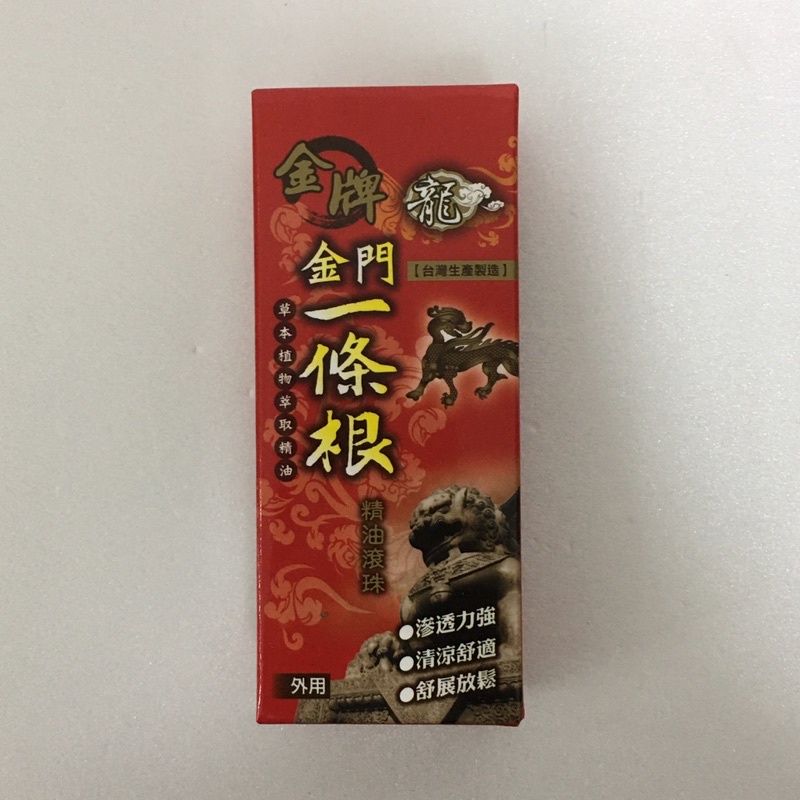 金牌
龍
【台灣生產製造】
金門
一條根
草本植物萃取精油
精油滾珠
●滲透力強
●清涼舒適
●舒展放鬆
外用